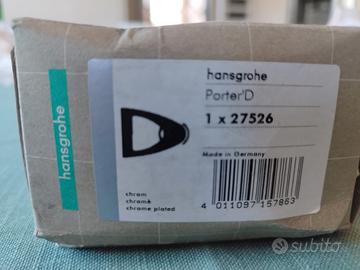 hansgrohe
hansgrohe
Porter'D
1 x 27526
Made in Germany
chrom
chromé
chrome plated
4 011097 157863
subito